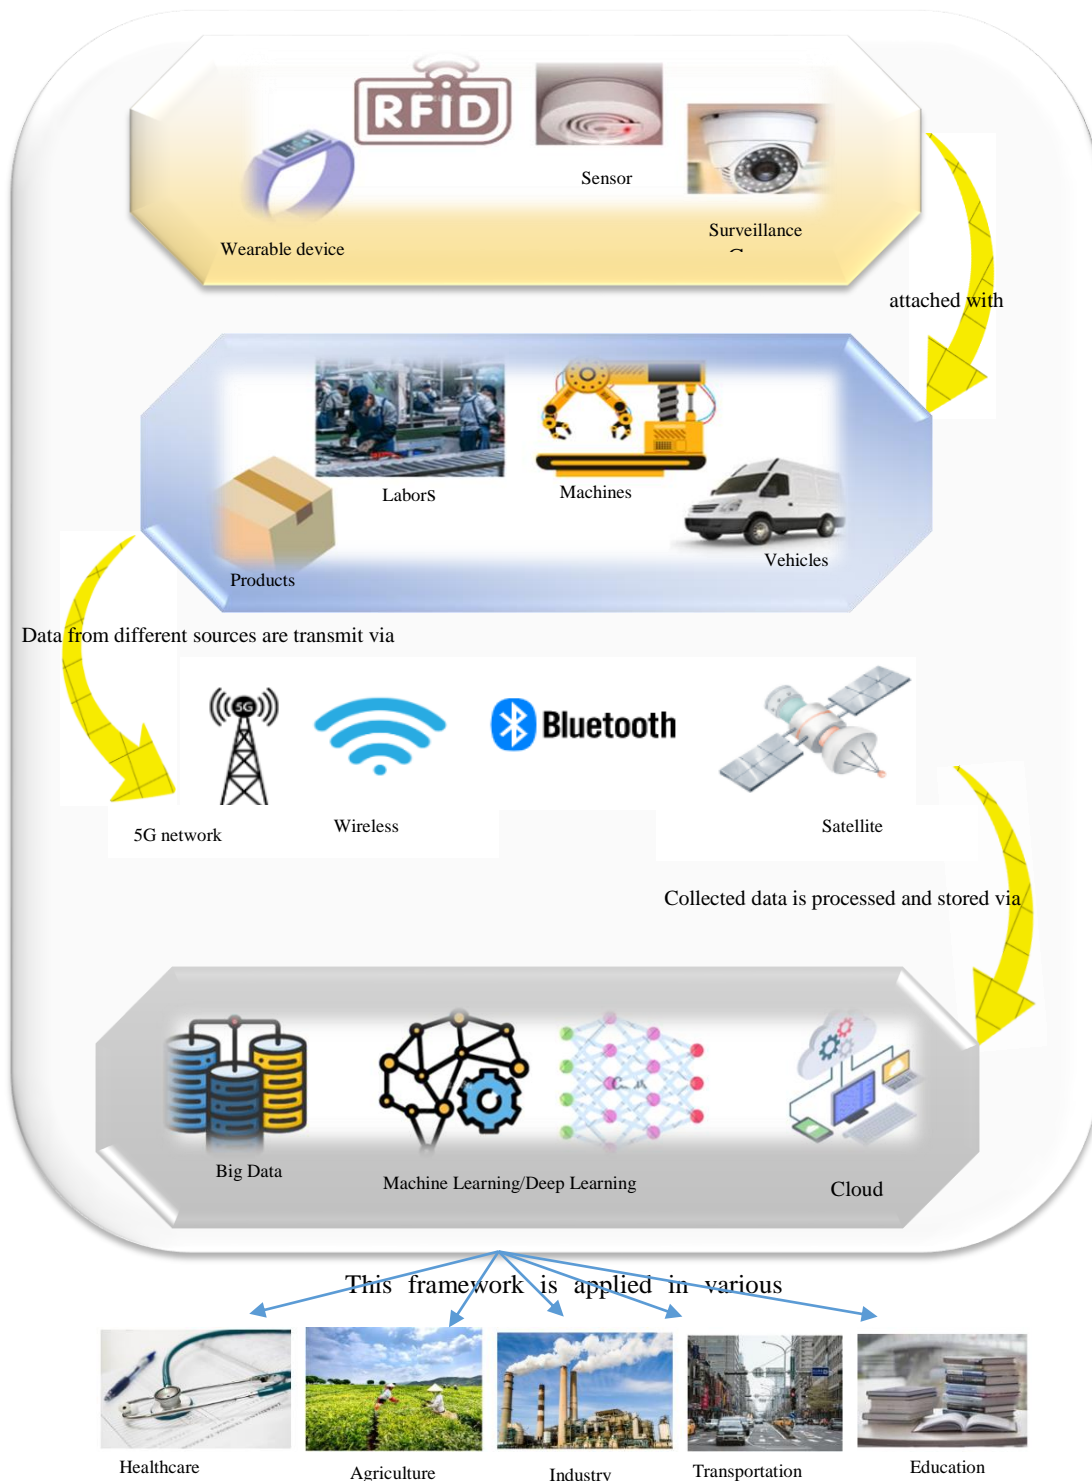 RFiD
Sensor
Surveillance
Wearable device
attached with
LaborS
Machines
Vehicles
Products
Data from different sources are transmit via
5G
Bluetooth
Wireless
Satellite
5G network
Collected data is processed and stored via
Big Data
Machine Learning/Deep Learning
Cloud
This framework is applied in various
Healthcare
Agriculture
Industry
Transportation
Education